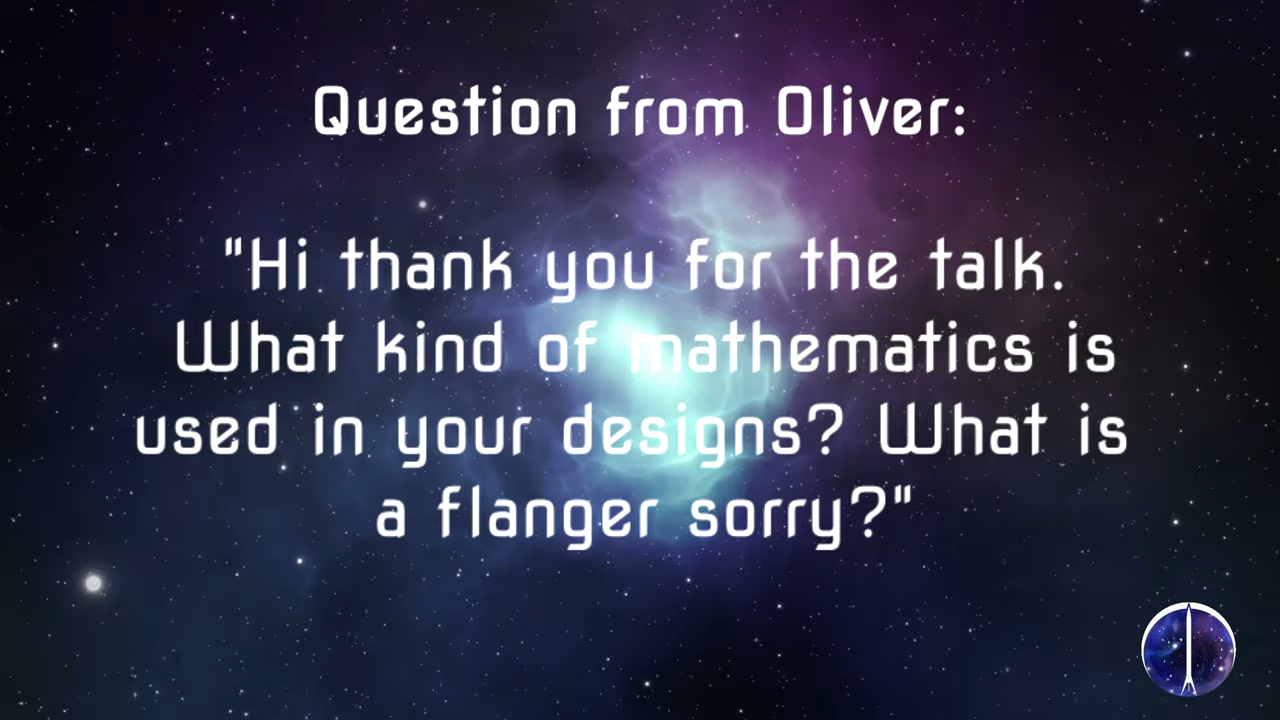 Question from Oliver:
"Hi thank you for the talk.
What kind of mathematics is
used in your designs? What is
a flanger sorry?"